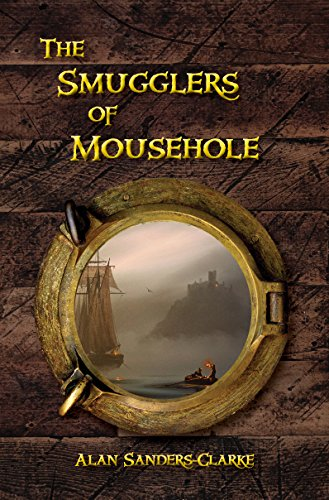 The
Smugglers
of
Mousehole
Alan Sanders-Clarke